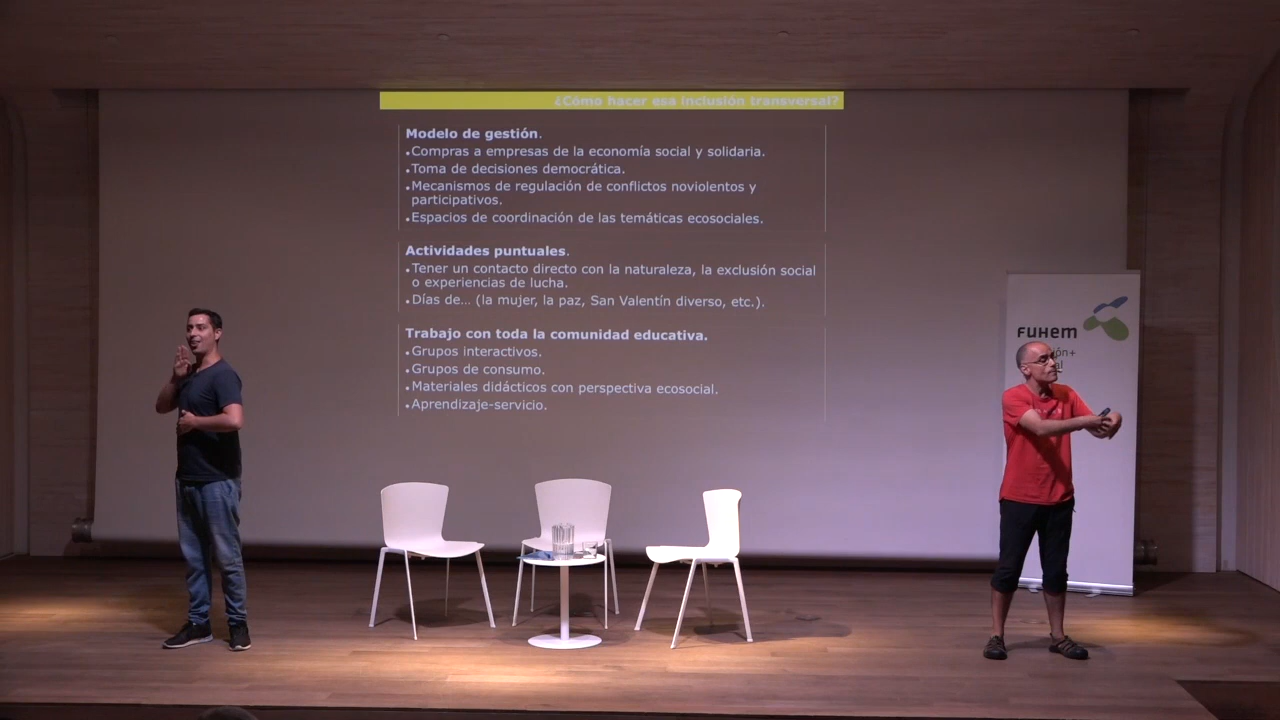 ¿Cómo hacer esa inclusión transversal?
Modelo de gestión.
•Compras a empresas de la economía social y solidaria.
•Toma de decisiones democrática.
•Mecanismos de regulación de conflictos noviolentos y
participativos.
•Espacios de coordinación de las temáticas ecosociales.
Actividades puntuales.
•Tener un contacto directo con la naturaleza, la exclusión social
o experiencias de lucha.
•Días de... (la mujer, la paz, San Valentín diverso, etc.).
Trabajo con toda la comunidad educativa.
•Grupos interactivos.
•Grupos de consumo.
•Materiales didácticos con perspectiva ecosocial.
•Aprendizaje-servicio.
FUHEM